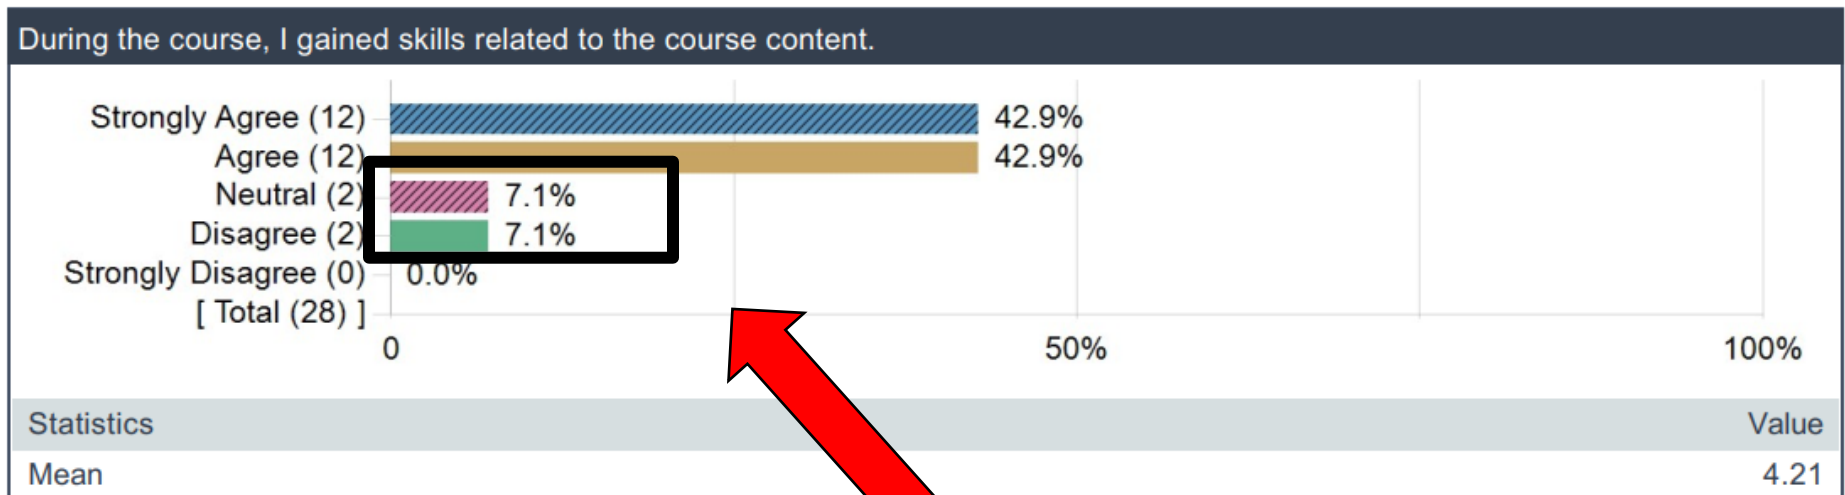 During the course, I gained skills related to the course content.
Strongly Agree (12) 42.9%
Agree (12) 42.9%
Neutral (2) 7.1%
Disagree (2) 7.1%
Strongly Disagree (0) 0.0%
[ Total (28) ]
0 50% 100%
Statistics Value
Mean 4.21